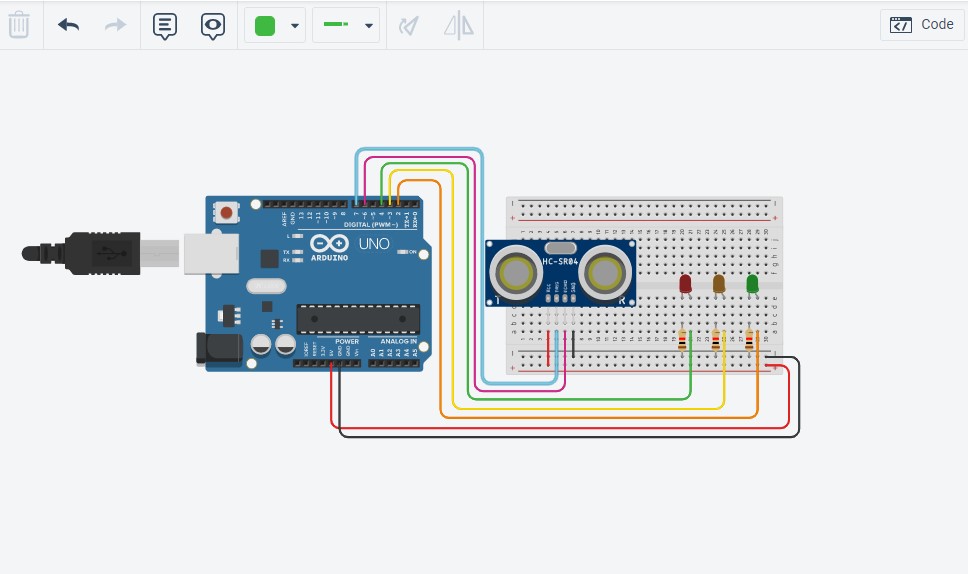 Code
AREF
GND
13
12
~11
~10
~9
8
7
~6
~5
4
~3
2
TX→1
RX←0
DIGITAL (PWM~)
L
TX
RX
UNO
ARDUINO
ON
HC-SR04
VCC
TRIG
ECHO
GND
T
R
POWER
ANALOG IN
IOREF
RESET
3.3V
5V
GND
GND
Vin
A0
A1
A2
A3
A4
A5